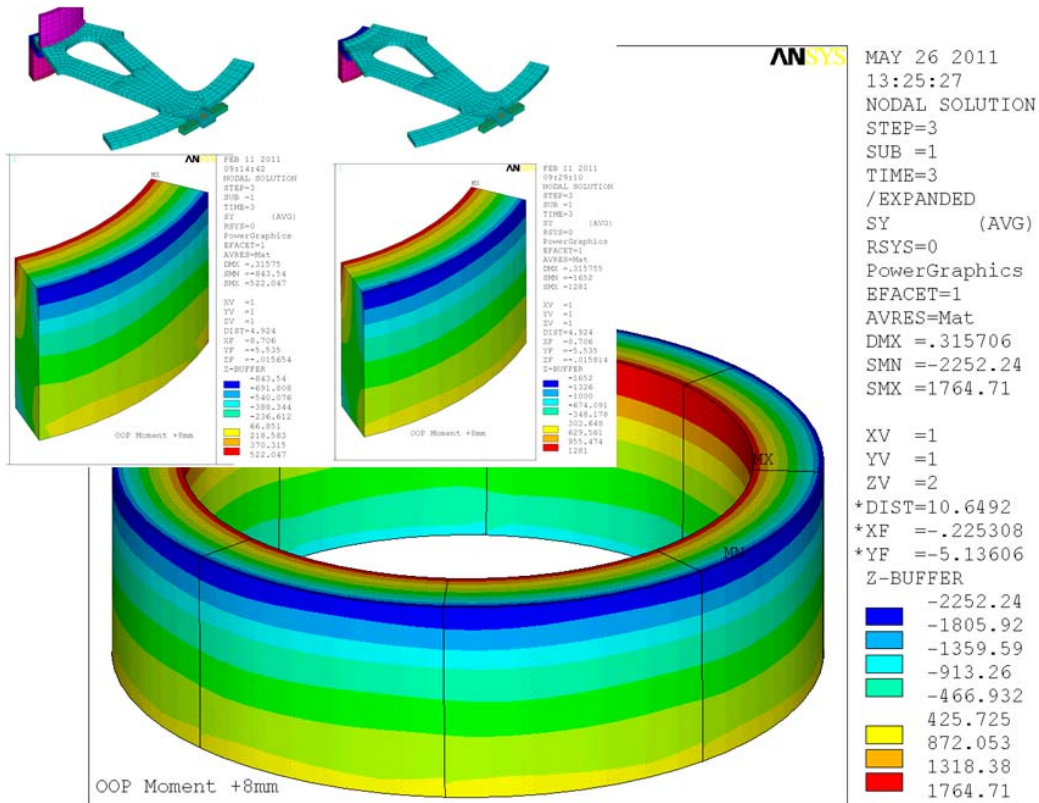 ANSYS
MAY 26 2011
13:25:27
NODAL SOLUTION
STEP=3
SUB =1
TIME=3
/EXPANDED
SY (AVG)
RSYS=0
PowerGraphics
EFACET=1
AVRES=Mat
DMX =.315706
SMN =-2252.24
SMX =1764.71
XV =1
YV =1
ZV =2
*DIST=10.6492
*XF =-.225308
*YF =-5.13606
Z-BUFFER
-2252.24
-1805.92
-1359.59
-913.26
-466.932
425.725
872.053
1318.38
1764.71
MX
MN
OOP Moment +8mm
1
ANSYS
FEB 11 2011
09:14:42
NODAL SOLUTION
STEP=3
SUB =1
TIME=3
SY (AVG)
RSYS=0
PowerGraphics
EFACET=1
AVRES=Mat
DMX =.31575
SMN =-843.54
SMX =522.047
XV =1
YV =1
ZV =1
DIST=4.924
XF =8.706
YF =-5.535
ZF =-.015654
Z-BUFFER
-843.54
-691.808
-540.076
-388.344
-236.612
66.851
218.583
370.315
522.047
MX
OOP Moment +8mm
1
ANSYS
FEB 11 2011
09:29:10
NODAL SOLUTION
STEP=3
SUB =1
TIME=3
SY (AVG)
RSYS=0
PowerGraphics
EFACET=1
AVRES=Mat
DMX =.315755
SMN =-1652
SMX =1281
XV =1
YV =1
ZV =1
DIST=4.924
XF =8.706
YF =-5.535
ZF =-.015814
Z-BUFFER
-1652
-1326
-1000
-674.091
-348.178
303.648
629.561
955.474
1281
MX
OOP Moment +8mm